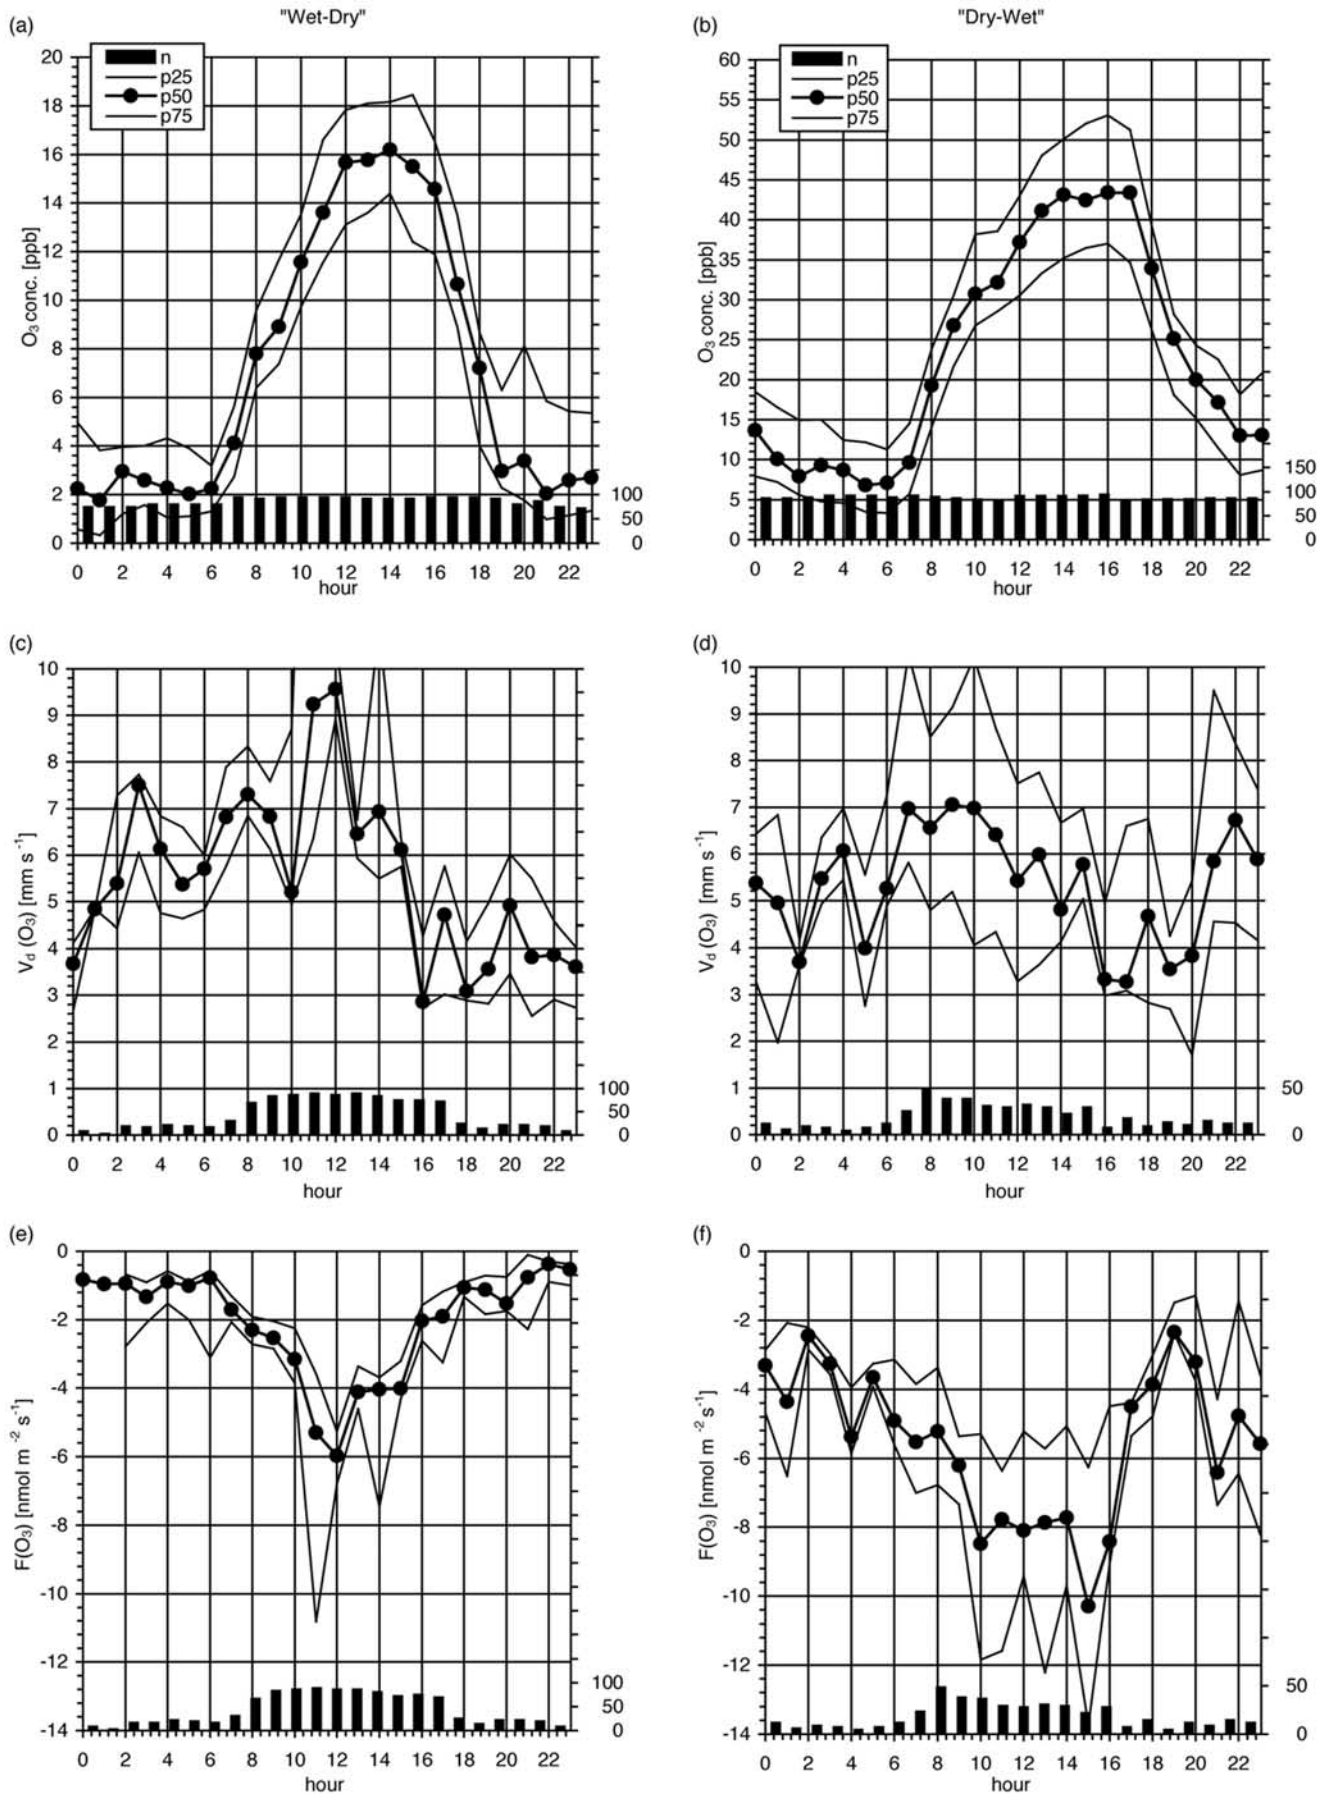 "Wet-Dry"
"Dry-Wet"
(a)
n
p25
p50
p75
20
18
16
14
12
10
8
6
4
2
0
O₃ conc. [ppb]
100
50
0
0 2 4 6 8 10 12 14 16 18 20 22
hour
(b)
n
p25
p50
p75
60
55
50
45
40
35
30
25
20
15
10
5
0
O₃ conc. [ppb]
150
100
50
0
0 2 4 6 8 10 12 14 16 18 20 22
hour
(c)
10
9
8
7
6
5
4
3
2
1
0
V_d (O₃) [mm s⁻¹]
100
50
0
0 2 4 6 8 10 12 14 16 18 20 22
hour
(d)
10
9
8
7
6
5
4
3
2
1
0
V_d (O₃) [mm s⁻¹]
50
0
0 2 4 6 8 10 12 14 16 18 20 22
hour
(e)
0
-2
-4
-6
-8
-10
-12
-14
F(O₃) [nmol m⁻² s⁻¹]
100
50
0
0 2 4 6 8 10 12 14 16 18 20 22
hour
(f)
0
-2
-4
-6
-8
-10
-12
-14
F(O₃) [nmol m⁻² s⁻¹]
50
0
0 2 4 6 8 10 12 14 16 18 20 22
hour